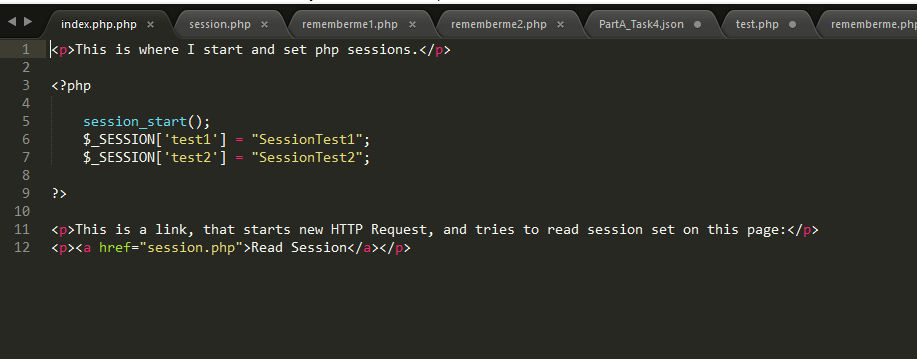 index.php.php × session.php × rememberme1.php × rememberme2.php × PartA_Task4.json test.php rememberme.php
1 <p>This is where I start and set php sessions.</p>
2
3 <?php
4
5 session_start();
6 $_SESSION['test1'] = "SessionTest1";
7 $_SESSION['test2'] = "SessionTest2";
8
9 ?>
10
11 <p>This is a link, that starts new HTTP Request, and tries to read session set on this page:</p>
12 <p><a href="session.php">Read Session</a></p>